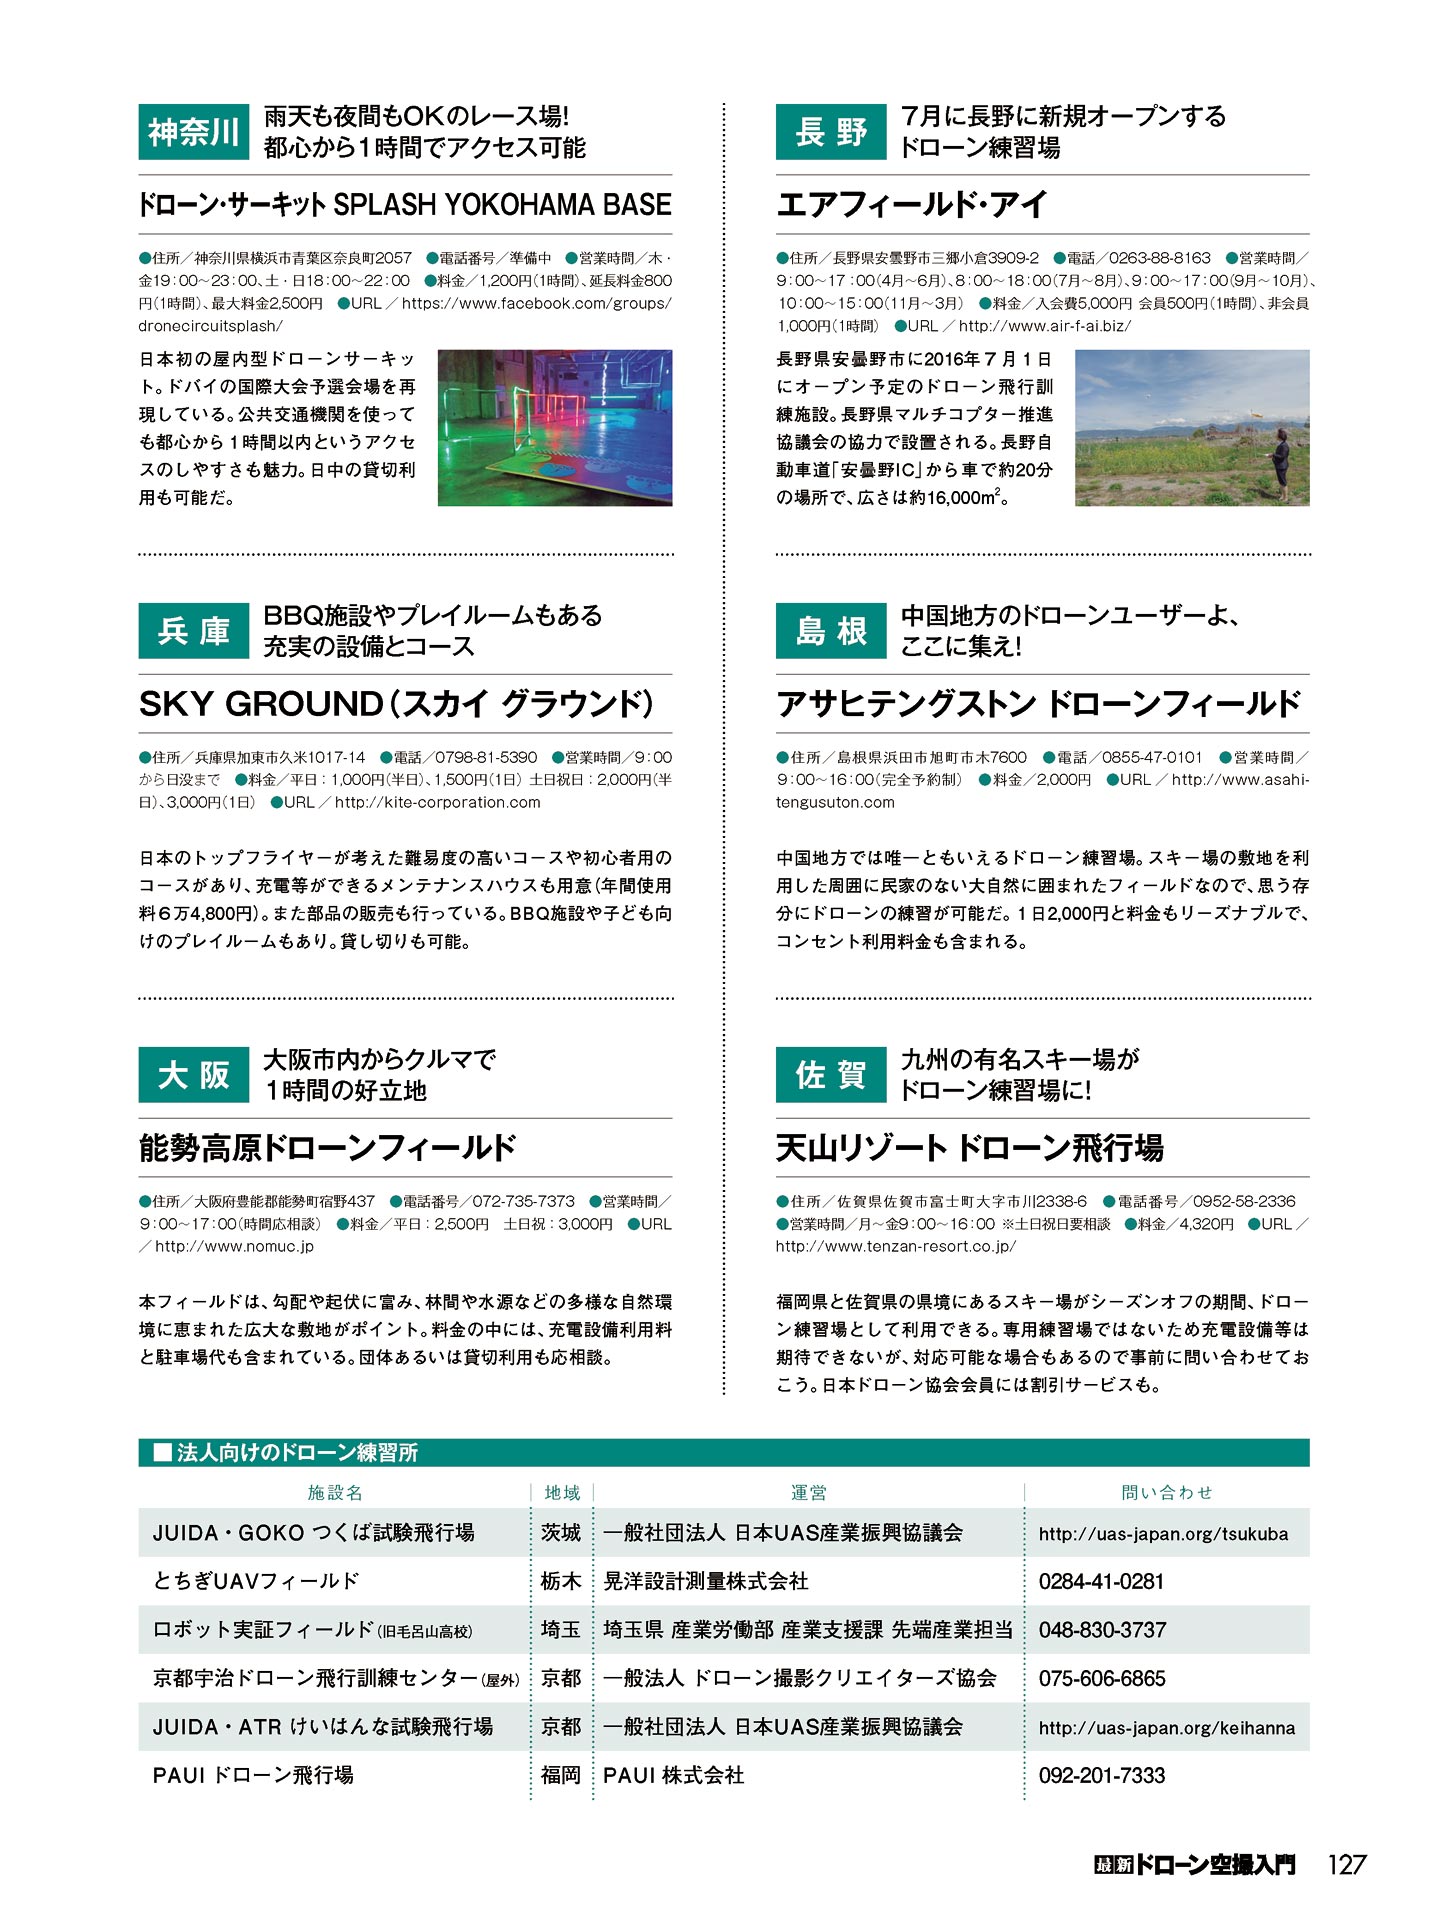 神奈川
雨天も夜間もOKのレース場!
都心から1時間でアクセス可能
ドローン・サーキット SPLASH YOKOHAMA BASE
●住所／神奈川県横浜市青葉区奈良町2057　●電話番号／準備中　●営業時間／木・
金19:00〜23:00、土・日18:00〜22:00　●料金／1,200円(1時間)、延長料金800
円(1時間)、最大料金2,500円　●URL／https://www.facebook.com/groups/
dronecircuitsplash/
日本初の屋内型ドローンサーキッ
ト。ドバイの国際大会予選会場を再
現している。公共交通機関を使って
も都心から1時間以内というアクセ
スのしやすさも魅力。日中の貸切利
用も可能だ。
兵庫
BBQ施設やプレイルームもある
充実の設備とコース
SKY GROUND(スカイ グラウンド)
●住所／兵庫県加東市久米1017-14　●電話／0798-81-5390　●営業時間／9:00
から日没まで　●料金／平日:1,000円(半日)、1,500円(1日) 土日祝日:2,000円(半
日)、3,000円(1日)　●URL／http://kite-corporation.com
日本のトップフライヤーが考えた難易度の高いコースや初心者用の
コースがあり、充電等ができるメンテナンスハウスも用意(年間使用
料6万4,800円)。また部品の販売も行っている。BBQ施設や子ども向
けのプレイルームもあり。貸し切りも可能。
大阪
大阪市内からクルマで
1時間の好立地
能勢高原ドローンフィールド
●住所／大阪府豊能郡能勢町宿野437　●電話番号／072-735-7373　●営業時間／
9:00〜17:00(時間応相談)　●料金／平日:2,500円　土日祝:3,000円　●URL
／http://www.nomuc.jp
本フィールドは、勾配や起伏に富み、林間や水源などの多様な自然環
境に恵まれた広大な敷地がポイント。料金の中には、充電設備利用料
と駐車場代も含まれている。団体あるいは貸切利用も応相談。
長野
7月に長野に新規オープンする
ドローン練習場
エアフィールド・アイ
●住所／長野県安曇野市三郷小倉3909-2　●電話／0263-88-8163　●営業時間／
9:00〜17:00(4月〜6月)、8:00〜18:00(7月〜8月)、9:00〜17:00(9月〜10月)、
10:00〜15:00(11月〜3月)　●料金／入会費5,000円 会員500円(1時間)、非会員
1,000円(1時間)　●URL／http://www.air-f-ai.biz/
長野県安曇野市に2016年7月1日
にオープン予定のドローン飛行訓
練施設。長野県マルチコプター推進
協議会の協力で設置される。長野自
動車道「安曇野IC」から車で約20分
の場所で、広さは約16,000m²。
島根
中国地方のドローンユーザーよ、
ここに集え!
アサヒテングストン ドローンフィールド
●住所／島根県浜田市旭町市木7600　●電話／0855-47-0101　●営業時間／
9:00〜16:00(完全予約制)　●料金／2,000円　●URL／http://www.asahi-
tengusuton.com
中国地方では唯一ともいえるドローン練習場。スキー場の敷地を利
用した周囲に民家のない大自然に囲まれたフィールドなので、思う存
分にドローンの練習が可能だ。1日2,000円と料金もリーズナブルで、
コンセント利用料金も含まれる。
佐賀
九州の有名スキー場が
ドローン練習場に!
天山リゾート ドローン飛行場
●住所／佐賀県佐賀市富士町大字市川2338-6　●電話番号／0952-58-2336
●営業時間／月〜金9:00〜16:00 ※土日祝日要相談　●料金／4,320円　●URL／
http://www.tenzan-resort.co.jp/
福岡県と佐賀県の県境にあるスキー場がシーズンオフの期間、ドロー
ン練習場として利用できる。専用練習場ではないため充電設備等は
期待できないが、対応可能な場合もあるので事前に問い合わせてお
こう。日本ドローン協会会員には割引サービスも。
■法人向けのドローン練習所
施設名　地域　運営　問い合わせ
JUIDA・GOKO つくば試験飛行場　茨城　一般社団法人 日本UAS産業振興協議会　http://uas-japan.org/tsukuba
とちぎUAVフィールド　栃木　晃洋設計測量株式会社　0284-41-0281
ロボット実証フィールド(旧毛呂山高校)　埼玉　埼玉県 産業労働部 産業支援課 先端産業担当　048-830-3737
京都宇治ドローン飛行訓練センター(屋外)　京都　一般法人 ドローン撮影クリエイターズ協会　075-606-6865
JUIDA・ATR けいはんな試験飛行場　京都　一般社団法人 日本UAS産業振興協議会　http://uas-japan.org/keihanna
PAUI ドローン飛行場　福岡　PAUI 株式会社　092-201-7333
最新ドローン空撮入門　127